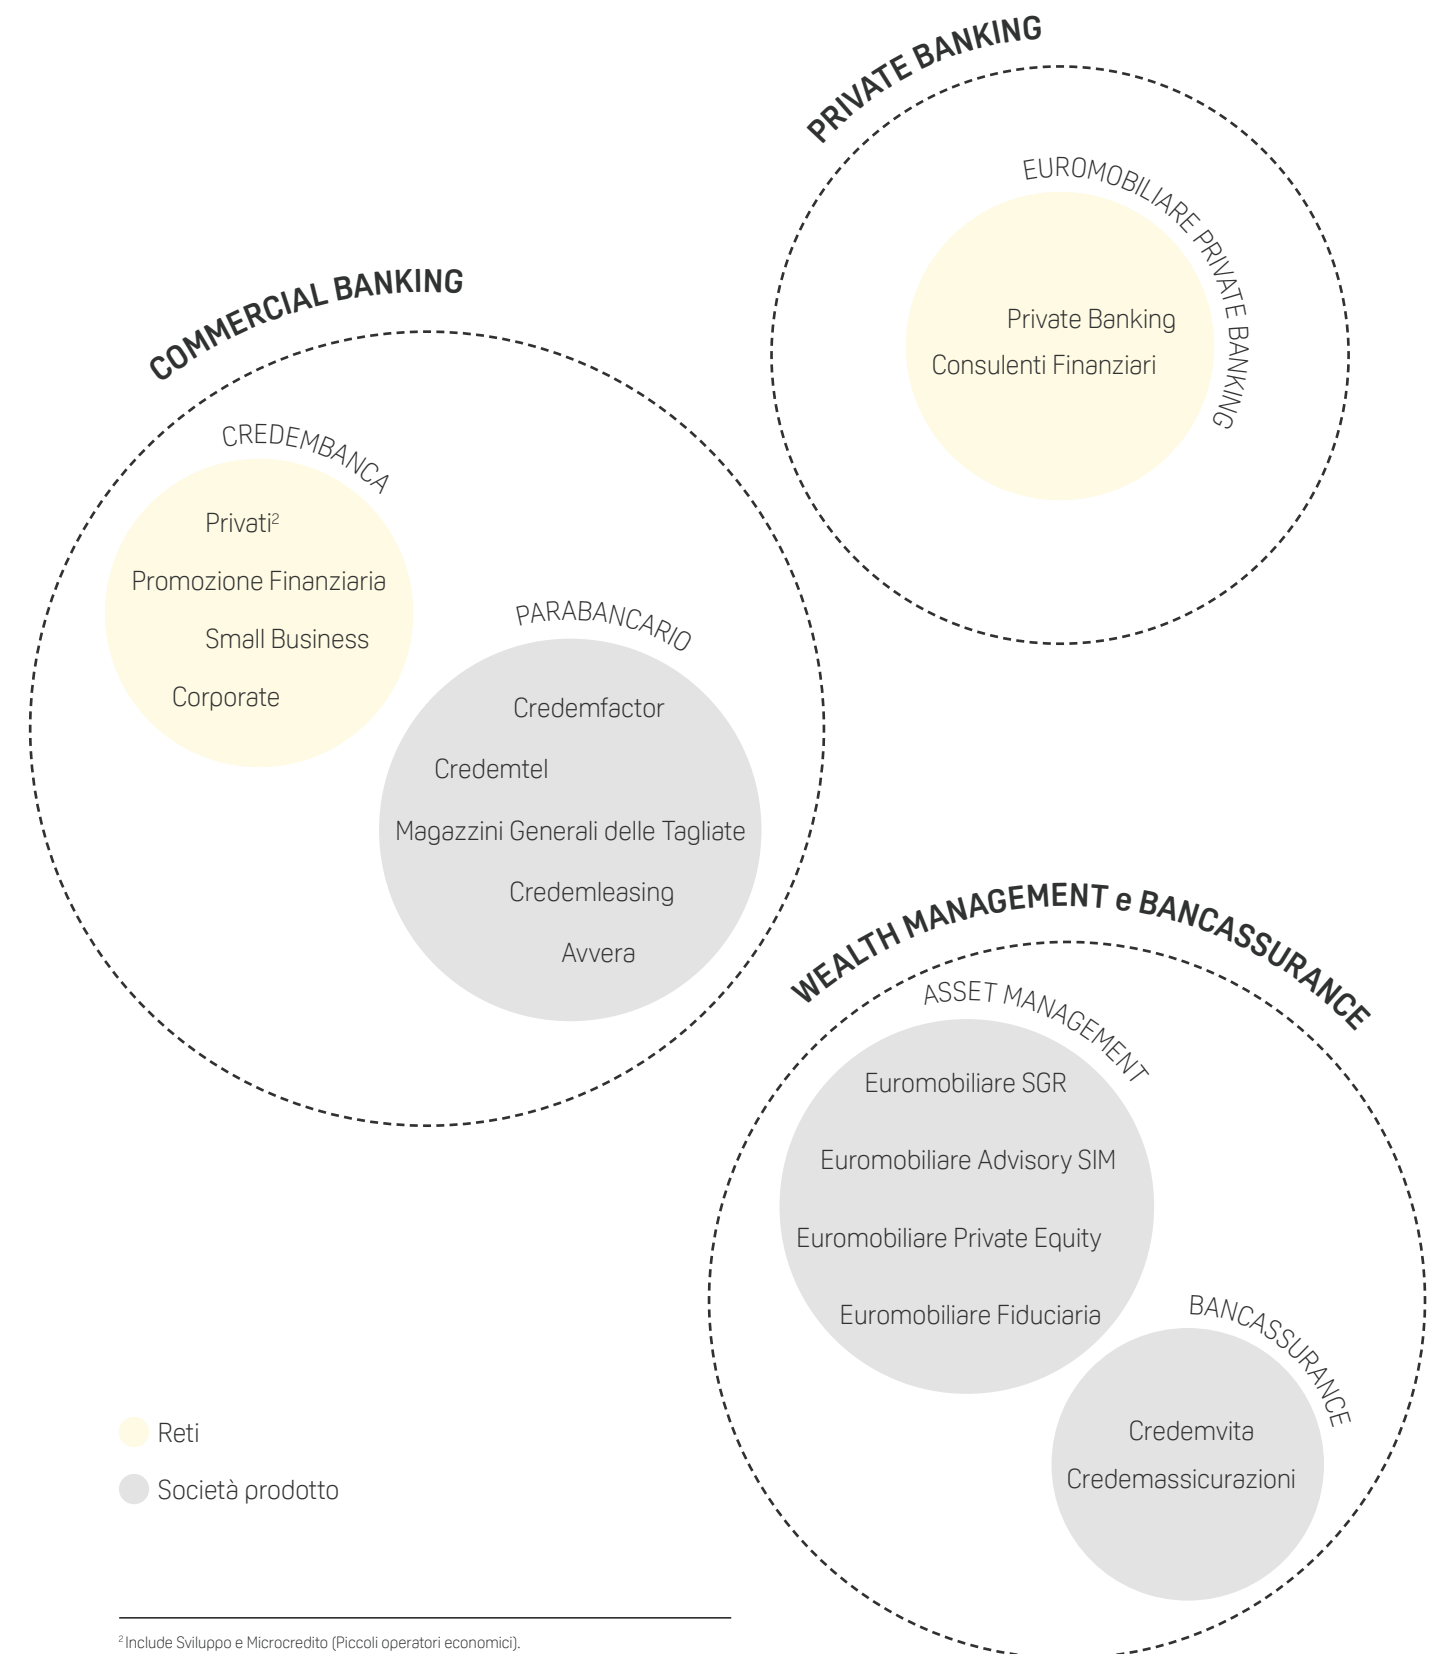 PRIVATE BANKING
EUROMOBILIARE PRIVATE BANKING
Private Banking
Consulenti Finanziari
COMMERCIAL BANKING
CREDEMBANCA
Privati²
Promozione Finanziaria
Small Business
Corporate
PARABANCARIO
Credemfactor
Credemtel
Magazzini Generali delle Tagliate
Credemleasing
Avvera
WEALTH MANAGEMENT e BANCASSURANCE
ASSET MANAGEMENT
Euromobiliare SGR
Euromobiliare Advisory SIM
Euromobiliare Private Equity
Euromobiliare Fiduciaria
BANCASSURANCE
Credemvita
Credemassicurazioni
Reti
Società prodotto
² Include Sviluppo e Microcredito (Piccoli operatori economici).